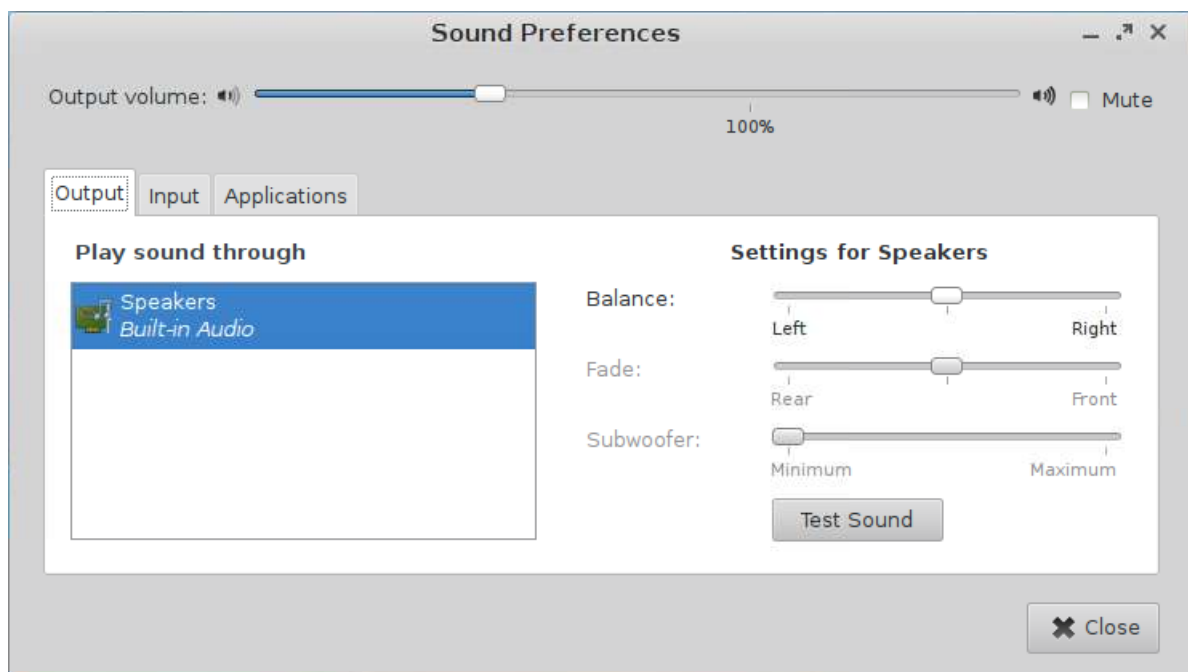 Sound Preferences
Output volume:
Mute
100%
Output Input Applications
Play sound through
Speakers
Built-in Audio
Settings for Speakers
Balance:
Left Right
Fade:
Rear Front
Subwoofer:
Minimum Maximum
Test Sound
Close